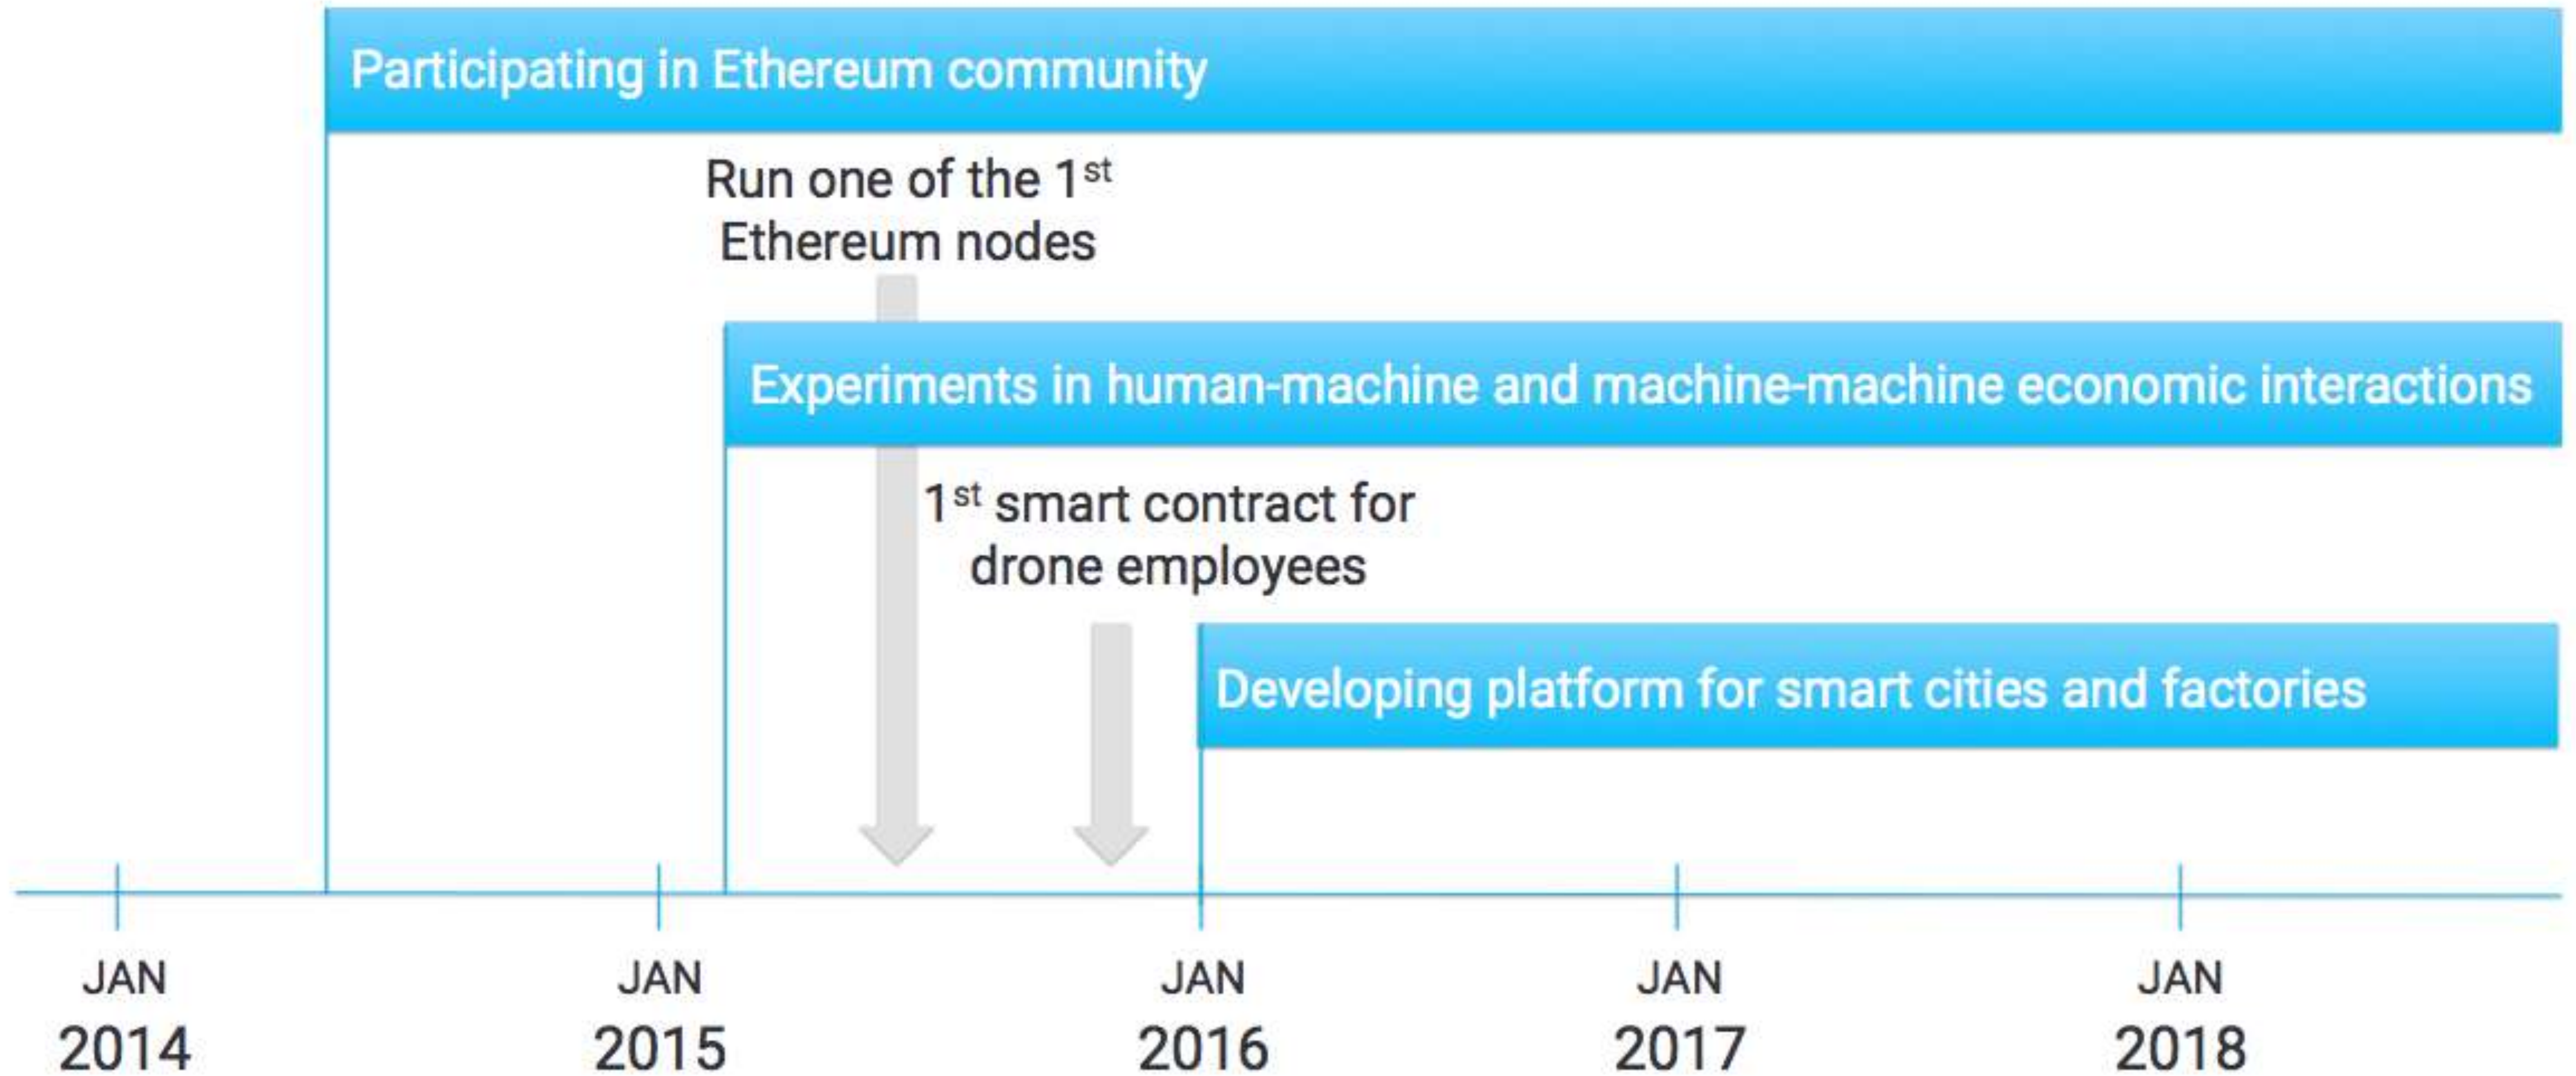 Participating in Ethereum community
Run one of the 1st
Ethereum nodes
Experiments in human-machine and machine-machine economic interactions
1st smart contract for
drone employees
Developing platform for smart cities and factories
JAN JAN JAN JAN JAN
2014 2015 2016 2017 2018